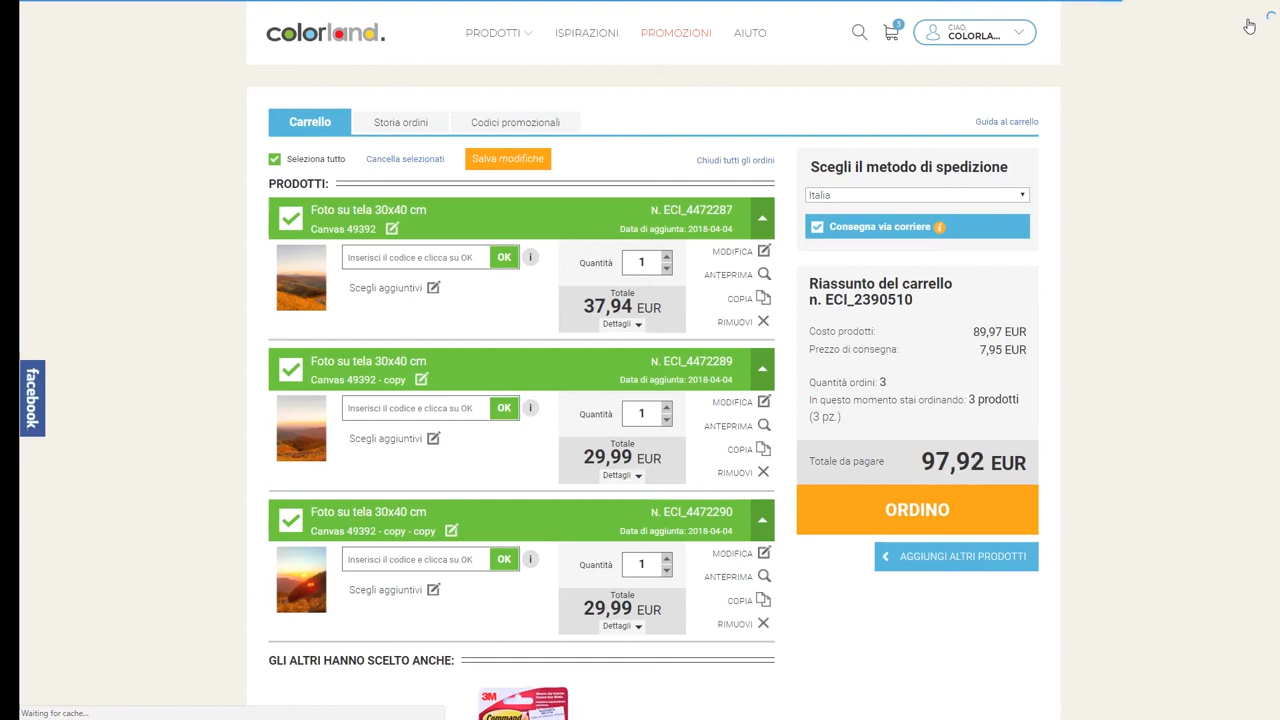 colorland.
PRODOTTI
ISPIRAZIONI
PROMOZIONI
AIUTO
3
CIAO,
COLORLA...
Carrello
Storia ordini
Codici promozionali
Guida al carrello
Seleziona tutto
Cancella selezionati
Salva modifiche
Chiudi tutti gli ordini
PRODOTTI:
Foto su tela 30x40 cm
N. ECI_4472287
Canvas 49392
Data di aggiunta: 2018-04-04
Inserisci il codice e clicca su OK
OK
i
Scegli aggiuntivi
Quantità
1
Totale
37,94 EUR
Dettagli
MODIFICA
ANTEPRIMA
COPIA
RIMUOVI
Foto su tela 30x40 cm
N. ECI_4472289
Canvas 49392 - copy
Data di aggiunta: 2018-04-04
Inserisci il codice e clicca su OK
OK
i
Scegli aggiuntivi
Quantità
1
Totale
29,99 EUR
Dettagli
MODIFICA
ANTEPRIMA
COPIA
RIMUOVI
Foto su tela 30x40 cm
N. ECI_4472290
Canvas 49392 - copy - copy
Data di aggiunta: 2018-04-04
Inserisci il codice e clicca su OK
OK
i
Scegli aggiuntivi
Quantità
1
Totale
29,99 EUR
Dettagli
MODIFICA
ANTEPRIMA
COPIA
RIMUOVI
GLI ALTRI HANNO SCELTO ANCHE:
3M
Command
Scegli il metodo di spedizione
Italia
Consegna via corriere i
Riassunto del carrello
n. ECI_2390510
Costo prodotti: 89,97 EUR
Prezzo di consegna: 7,95 EUR
Quantità ordini: 3
In questo momento stai ordinando: 3 prodotti
(3 pz.)
Totale da pagare 97,92 EUR
ORDINO
AGGIUNGI ALTRI PRODOTTI
facebook
Waiting for cache...